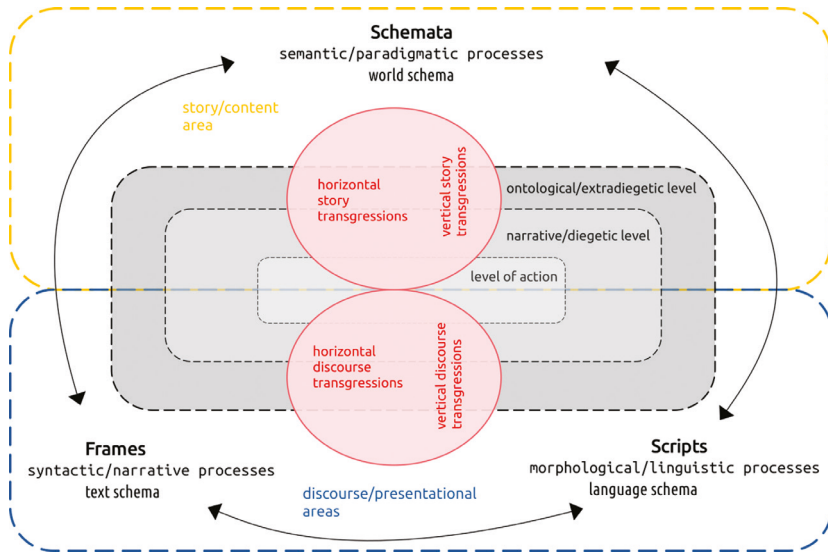 Schemata
semantic/paradigmatic processes
world schema
story/content
area
horizontal
story
transgressions
vertical story
transgressions
ontological/extradiegetic level
narrative/diegetic level
level of action
horizontal
discourse
transgressions
vertical discourse
transgressions
Frames
syntactic/narrative processes
text schema
discourse/presentational
areas
Scripts
morphological/linguistic processes
language schema